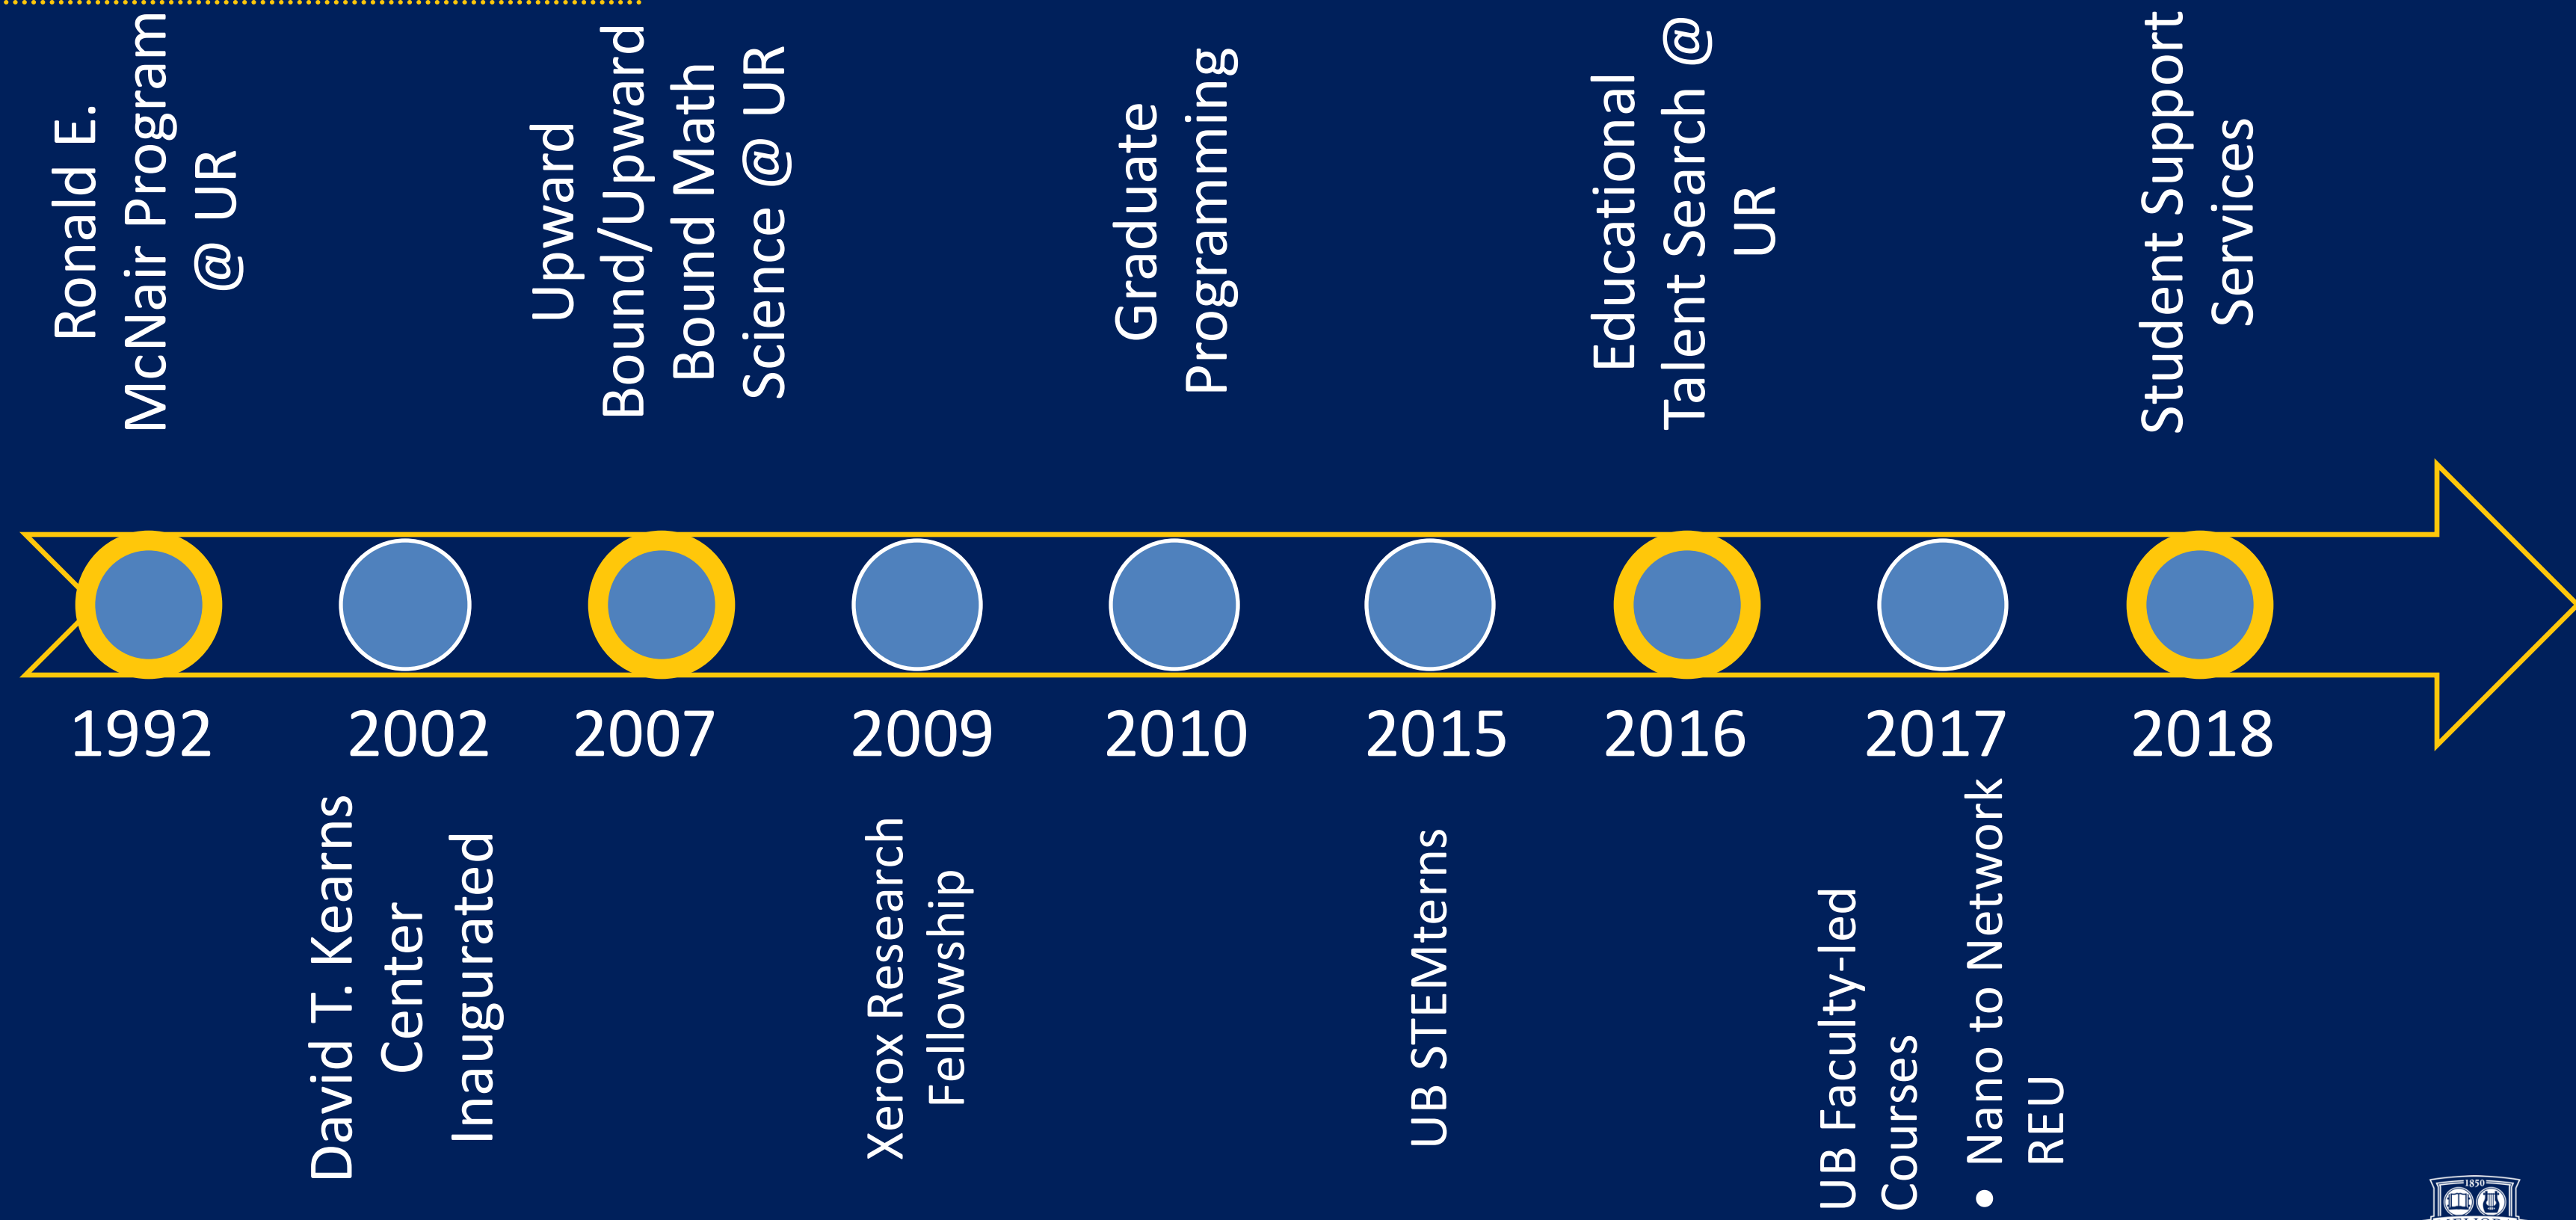 Ronald E.
McNair Program
@ UR
Upward
Bound/Upward
Bound Math
Science @ UR
Graduate
Programming
Educational
Talent Search @
UR
Student Support
Services
1992
2002
2007
2009
2010
2015
2016
2017
2018
David T. Kearns
Center
Inaugurated
Xerox Research
Fellowship
UB STEMterns
UB Faculty-led
Courses
• Nano to Network
REU
1850